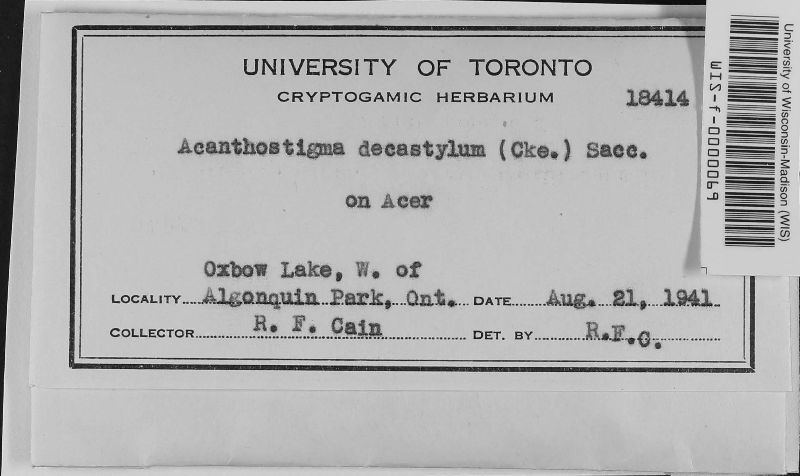 UNIVERSITY OF TORONTO
CRYPTOGAMIC HERBARIUM 18414
Acanthostigma decastylum (Cke.) Sacc.
on Acer
Oxbow Lake, W. of
LOCALITY Algonquin Park, Ont. DATE Aug. 21, 1941
COLLECTOR R. F. Cain DET. BY R.F.C.
University of Wisconsin-Madison (WIS)
WIS-f-0000099